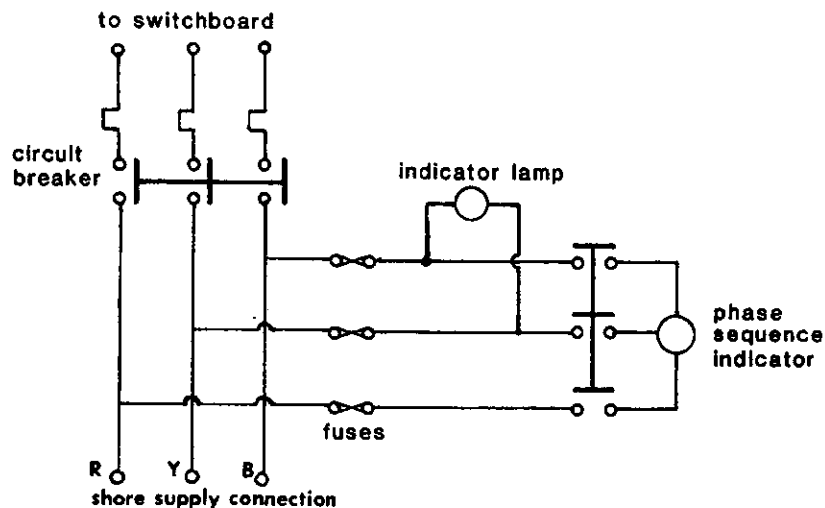 to switchboard
circuit
breaker
indicator lamp
phase
sequence
indicator
fuses
R Y B
shore supply connection